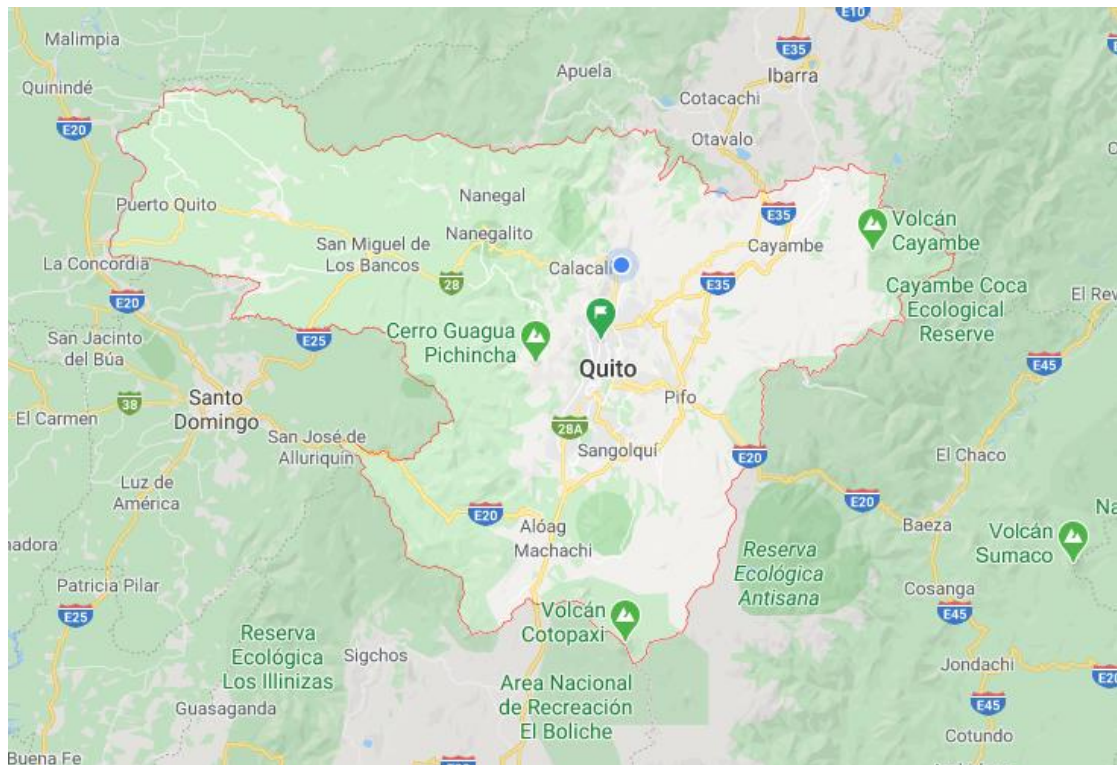 E10
Malimpia
E35
Apuela
Ibarra
Quinindé
Cotacachi
E20
Otavalo
Nanegal
Puerto Quito
E35
Volcán
Cayambe
Nanegalito
San Miguel de
Los Bancos
Cayambe
La Concordia
Calacalí
28
E35
Cayambe Coca
Ecological
Reserve
El Rev
E20
San Jacinto
del Búa
E25
Cerro Guagua
Pichincha
Quito
E45
Santo
Domingo
Pifo
38
El Carmen
28A
San José de
Alluriquín
Sangolquí
E20
El Chaco
Luz de
América
E20
E20
Na
Alóag
Baeza
nadora
Machachi
Reserva
Ecológica
Antisana
Volcán
Sumaco
Patricia Pilar
Cosanga
E25
Volcán
Cotopaxi
E45
Reserva
Ecológica
Los Illinizas
Sigchos
Jondachi
E20
Area Nacional
de Recreación
El Boliche
Guasaganda
E45
Cotundo
Buena Fe